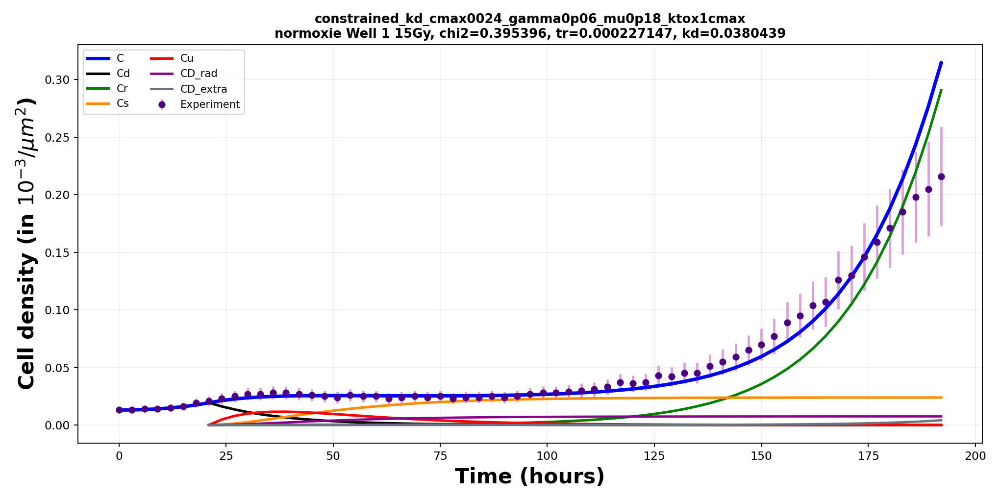 constrained_kd_cmax0024_gamma0p06_mu0p18_ktox1cmax
normoxie Well 1 15Gy, chi2=0.395396, tr=0.000227147, kd=0.0380439
C
Cd
Cr
Cs
Cu
CD_rad
CD_extra
Experiment
Cell density (in 10⁻³/μm²)
0.30
0.25
0.20
0.15
0.10
0.05
0.00
0 25 50 75 100 125 150 175 200
Time (hours)